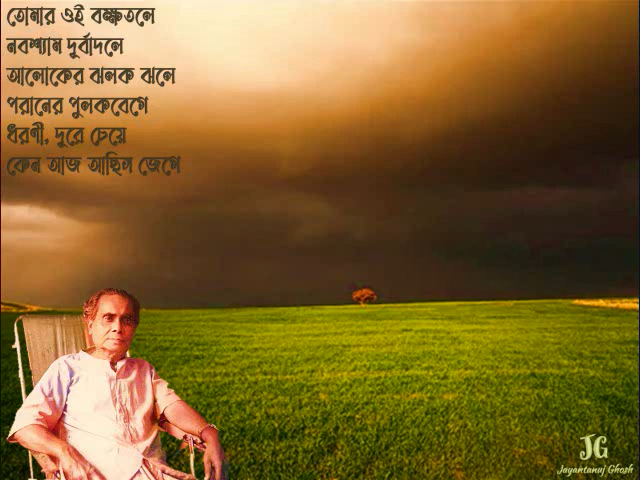 তোমার ওই বক্ষতলে
নবশ্যাম দুর্বাদলে
আলোকের ঝলক ঝলে
পরানের পুলকবেগে
ধরণী, দূরে চেয়ে
কেন আজ আছিস জেগে
JG
Jayantanuj Ghosh